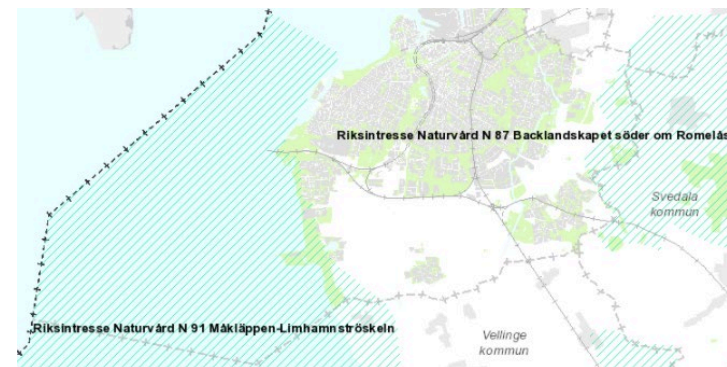 Riksintresse Naturvård N 87 Backlandskapet söder om Romelås
Svedala
kommun
Riksintresse Naturvård N 91 Måkläppen-Limhamnströskeln
Vellinge
kommun